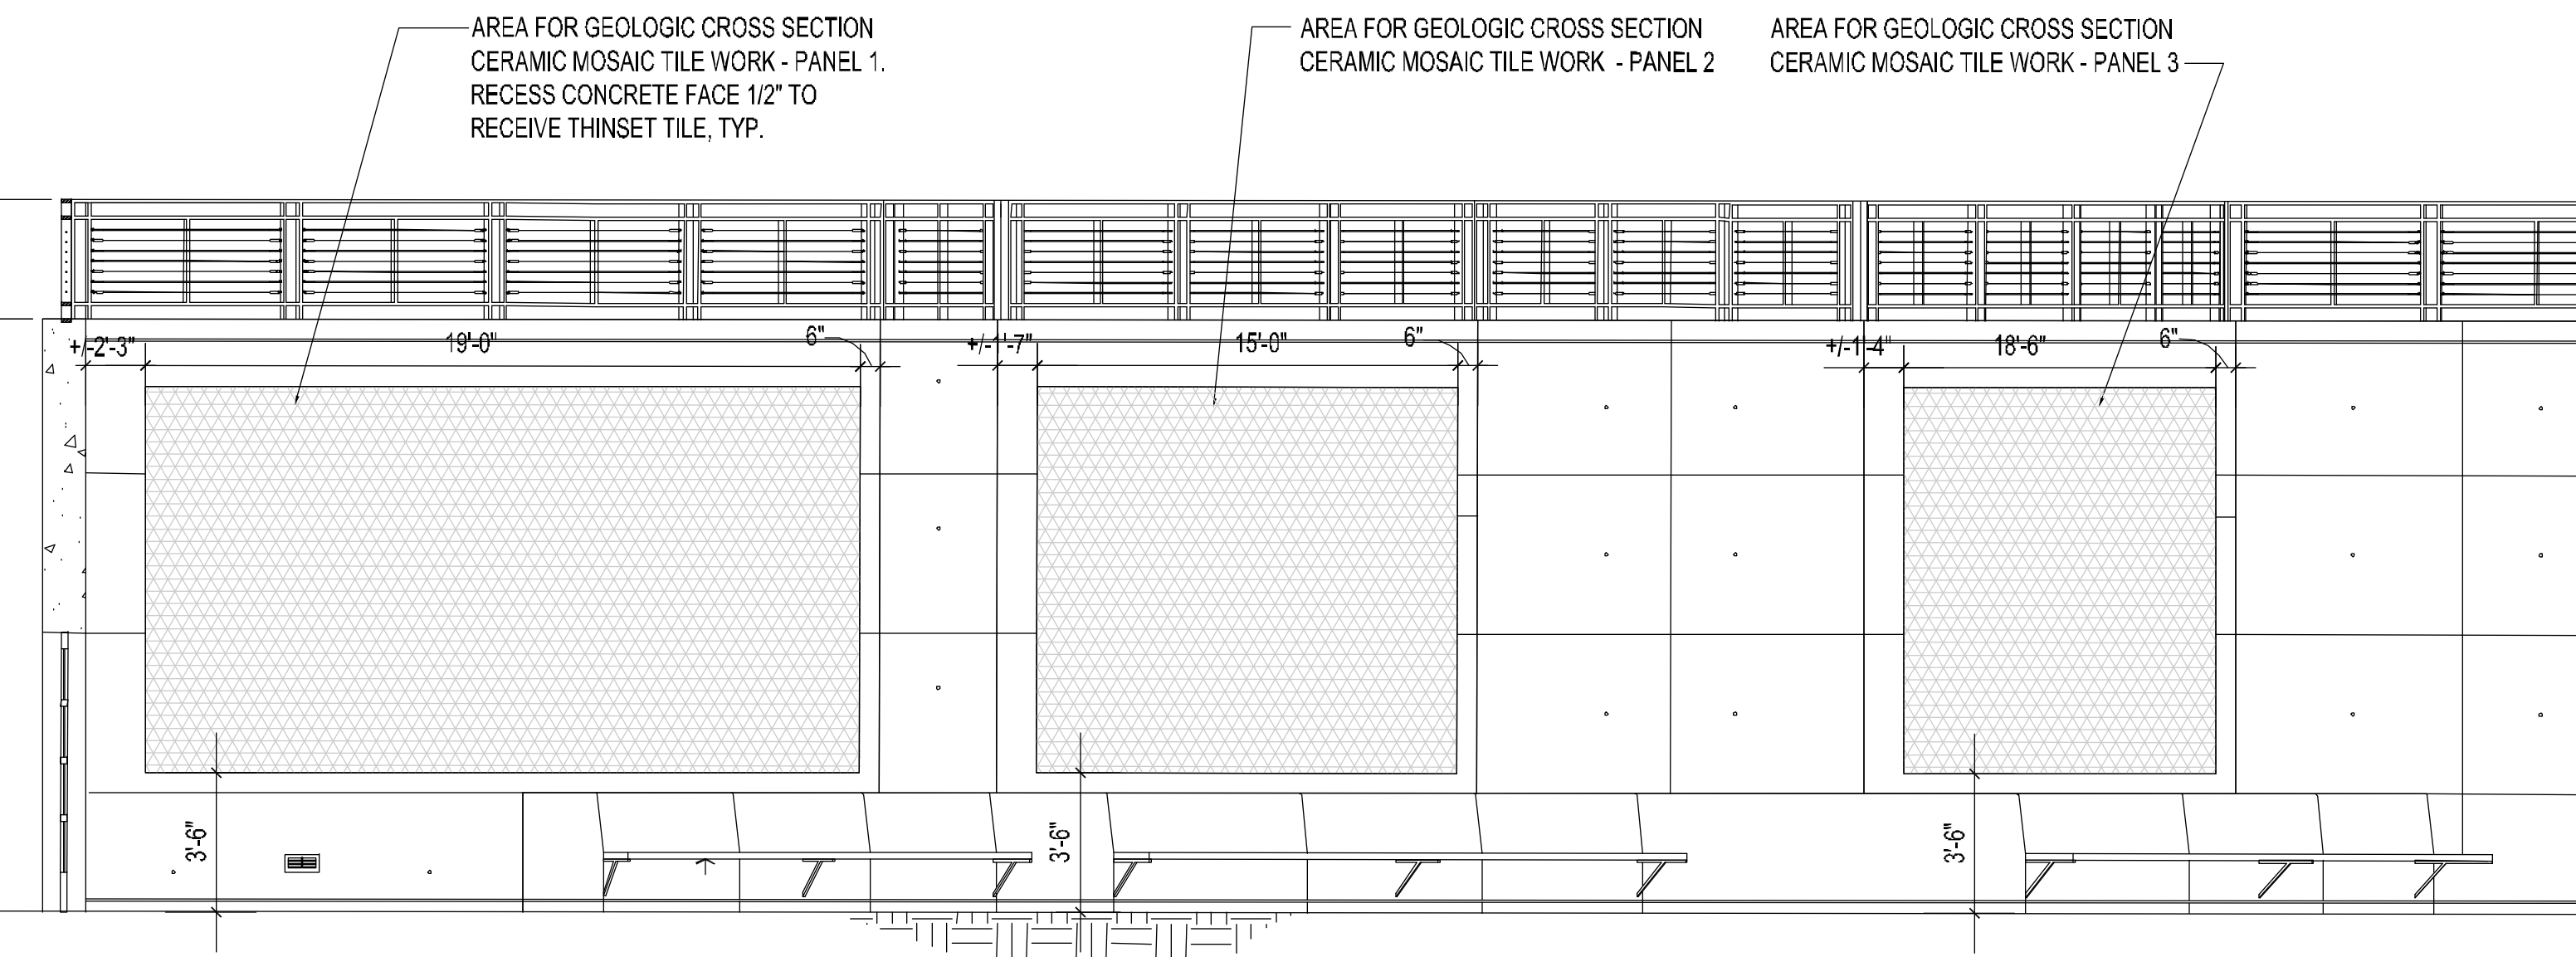 AREA FOR GEOLOGIC CROSS SECTION
CERAMIC MOSAIC TILE WORK - PANEL 1.
RECESS CONCRETE FACE 1/2" TO
RECEIVE THINSET TILE, TYP.
AREA FOR GEOLOGIC CROSS SECTION
CERAMIC MOSAIC TILE WORK - PANEL 2
AREA FOR GEOLOGIC CROSS SECTION
CERAMIC MOSAIC TILE WORK - PANEL 3
+/-2'-3"
19'-0"
6"
+/-1'-7"
15'-0"
6"
+/-1'-4"
18'-6"
6"
3'-6"
3'-6"
3'-6"